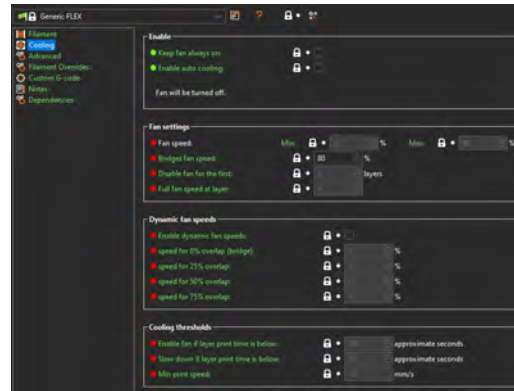 Generic FLEX
Filament
Cooling
Advanced
Filament Overrides
Custom G-code
Notes
Dependencies
Enable
Keep fan always on:
Enable auto cooling:
Fan will be turned off.
Fan settings
Fan speed: Min: % Max: %
Bridges fan speed: 80 %
Disable fan for the first: layers
Full fan speed at layer:
Dynamic fan speeds
Enable dynamic fan speeds:
speed for 0% overlap (bridge): %
speed for 25% overlap: %
speed for 50% overlap: %
speed for 75% overlap: %
Cooling thresholds
Enable fan if layer print time is below: approximate seconds
Slow down if layer print time is below: approximate seconds
Min print speed: mm/s